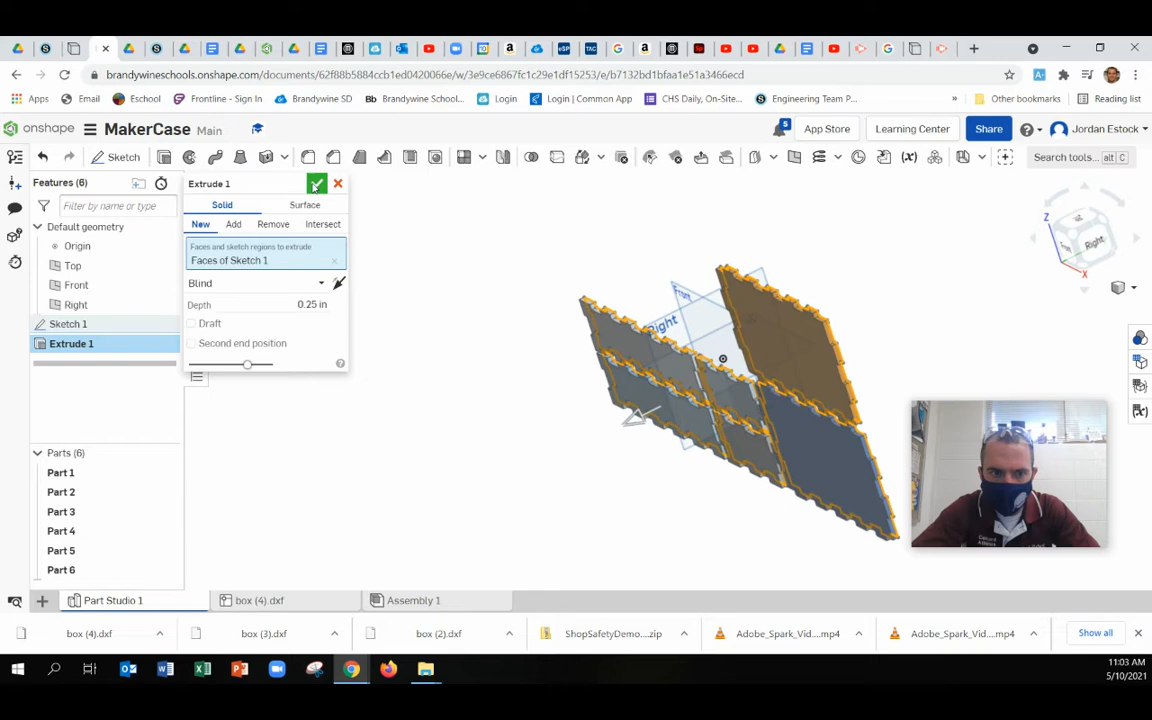 brandywineschools.onshape.com/documents/62f88b5884ccb1ed0420066e/w/3e9ce6867fc1c29e1df15253/e/b7132bd1bfaa1e51a3466ecd
Apps
Email
Eschool
Frontline - Sign In
Brandywine SD
Bb Brandywine School...
Login
Login | Common App
CHS Daily, On-Site...
Engineering Team P...
»
Other bookmarks
Reading list
onshape
MakerCase
Main
5
App Store
Learning Center
Share
Jordan Estock
Sketch
Search tools...
alt C
Features (6)
Filter by name or type
Default geometry
Origin
Top
Front
Right
Sketch 1
Extrude 1
Extrude 1
Solid
Surface
New
Add
Remove
Intersect
Faces and sketch regions to extrude
Faces of Sketch 1
Blind
Depth
0.25 in
Draft
Second end position
Front
Right
Z
Right
X
Parts (6)
Part 1
Part 2
Part 3
Part 4
Part 5
Part 6
Part Studio 1
box (4).dxf
Assembly 1
box (4).dxf
box (3).dxf
box (2).dxf
ShopSafetyDemo....zip
Adobe_Spark_Vid....mp4
Adobe_Spark_Vid....mp4
Show all
11:03 AM
5/10/2021